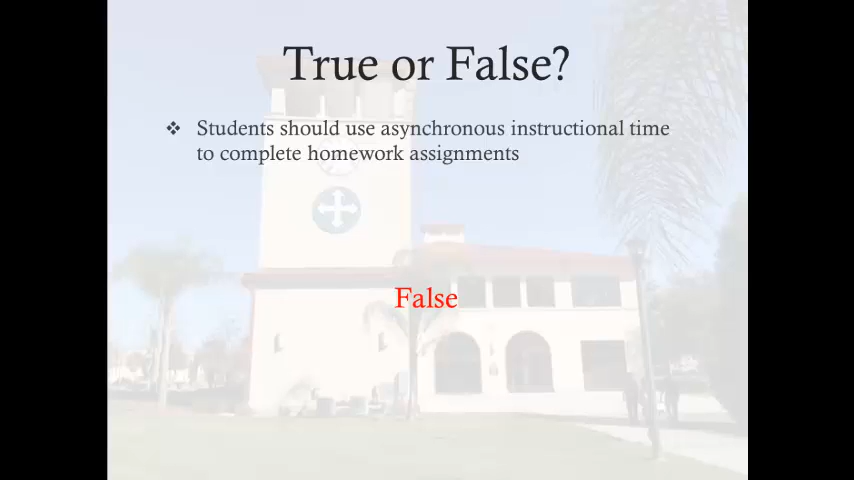 True or False?
❖ Students should use asynchronous instructional time
to complete homework assignments
False